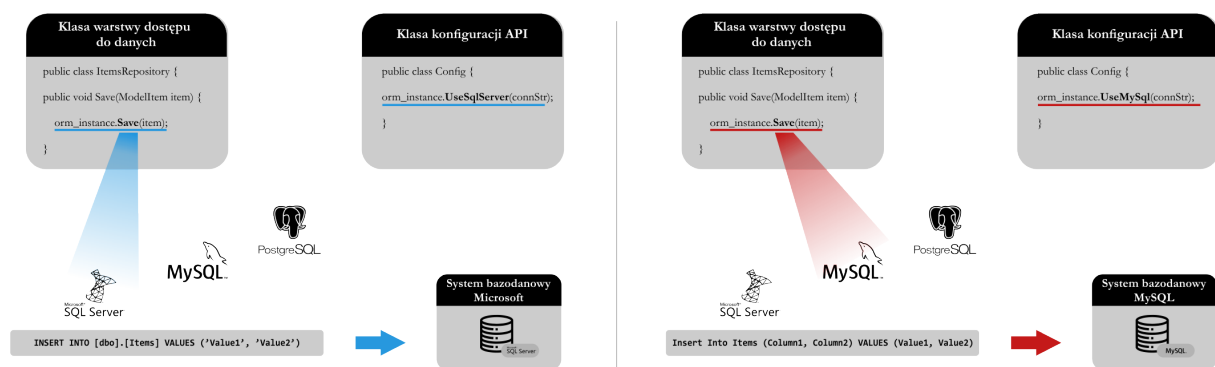 Klasa warstwy dostępu
do danych
public class ItemsRepository {
public void Save(ModelItem item) {
orm_instance.Save(item);
}
Klasa konfiguracji API
public class Config {
orm_instance.UseSqlServer(connStr);
}
PostgreSQL
MySQL
Microsoft
SQL Server
System bazodanowy
Microsoft
SQL Server
INSERT INTO [dbo].[Items] VALUES (’Value1’, ’Value2’)
Klasa warstwy dostępu
do danych
public class ItemsRepository {
public void Save(ModelItem item) {
orm_instance.Save(item);
}
Klasa konfiguracji API
public class Config {
orm_instance.UseMySql(connStr);
}
PostgreSQL
MySQL
Microsoft
SQL Server
System bazodanowy
MySQL
MySQL
Insert Into Items (Column1, Column2) VALUES (Value1, Value2)